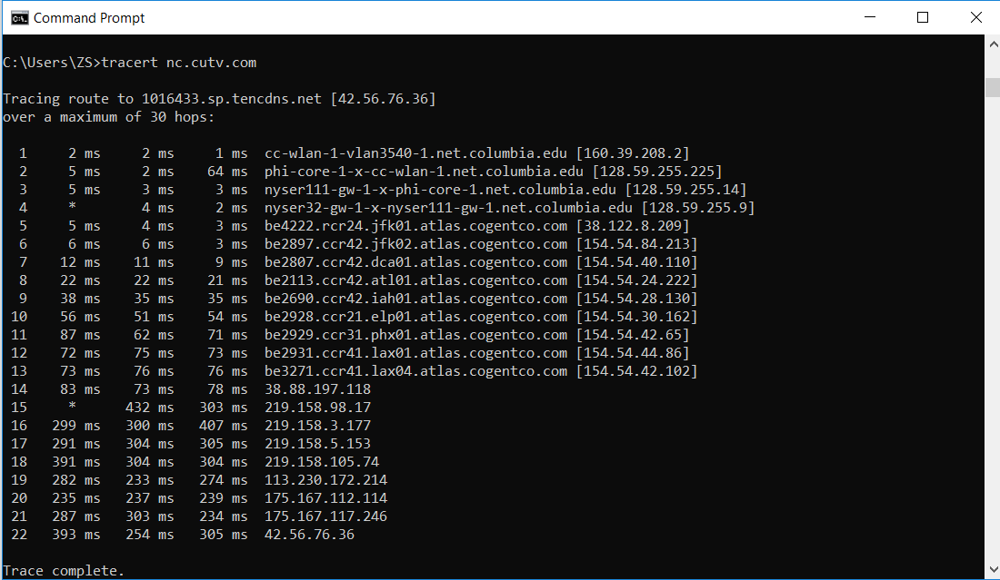 Command Prompt
C:\Users\ZS>tracert nc.cutv.com
Tracing route to 1016433.sp.tencdns.net [42.56.76.36]
over a maximum of 30 hops:
1 2 ms 2 ms 1 ms cc-wlan-1-vlan3540-1.net.columbia.edu [160.39.208.2]
2 5 ms 2 ms 64 ms phi-core-1-x-cc-wlan-1.net.columbia.edu [128.59.255.225]
3 5 ms 3 ms 3 ms nyser111-gw-1-x-phi-core-1.net.columbia.edu [128.59.255.14]
4 * 4 ms 2 ms nyser32-gw-1-x-nyser111-gw-1.net.columbia.edu [128.59.255.9]
5 5 ms 4 ms 3 ms be4222.rcr24.jfk01.atlas.cogentco.com [38.122.8.209]
6 6 ms 6 ms 3 ms be2897.ccr42.jfk02.atlas.cogentco.com [154.54.84.213]
7 12 ms 11 ms 9 ms be2807.ccr42.dca01.atlas.cogentco.com [154.54.40.110]
8 22 ms 22 ms 21 ms be2113.ccr42.atl01.atlas.cogentco.com [154.54.24.222]
9 38 ms 35 ms 35 ms be2690.ccr42.iah01.atlas.cogentco.com [154.54.28.130]
10 56 ms 51 ms 54 ms be2928.ccr21.elp01.atlas.cogentco.com [154.54.30.162]
11 87 ms 62 ms 71 ms be2929.ccr31.phx01.atlas.cogentco.com [154.54.42.65]
12 72 ms 75 ms 73 ms be2931.ccr41.lax01.atlas.cogentco.com [154.54.44.86]
13 73 ms 76 ms 76 ms be3271.ccr41.lax04.atlas.cogentco.com [154.54.42.102]
14 83 ms 73 ms 78 ms 38.88.197.118
15 * 432 ms 303 ms 219.158.98.17
16 299 ms 300 ms 407 ms 219.158.3.177
17 291 ms 304 ms 305 ms 219.158.5.153
18 391 ms 304 ms 304 ms 219.158.105.74
19 282 ms 233 ms 274 ms 113.230.172.214
20 235 ms 237 ms 239 ms 175.167.112.114
21 287 ms 303 ms 234 ms 175.167.117.246
22 393 ms 254 ms 305 ms 42.56.76.36
Trace complete.